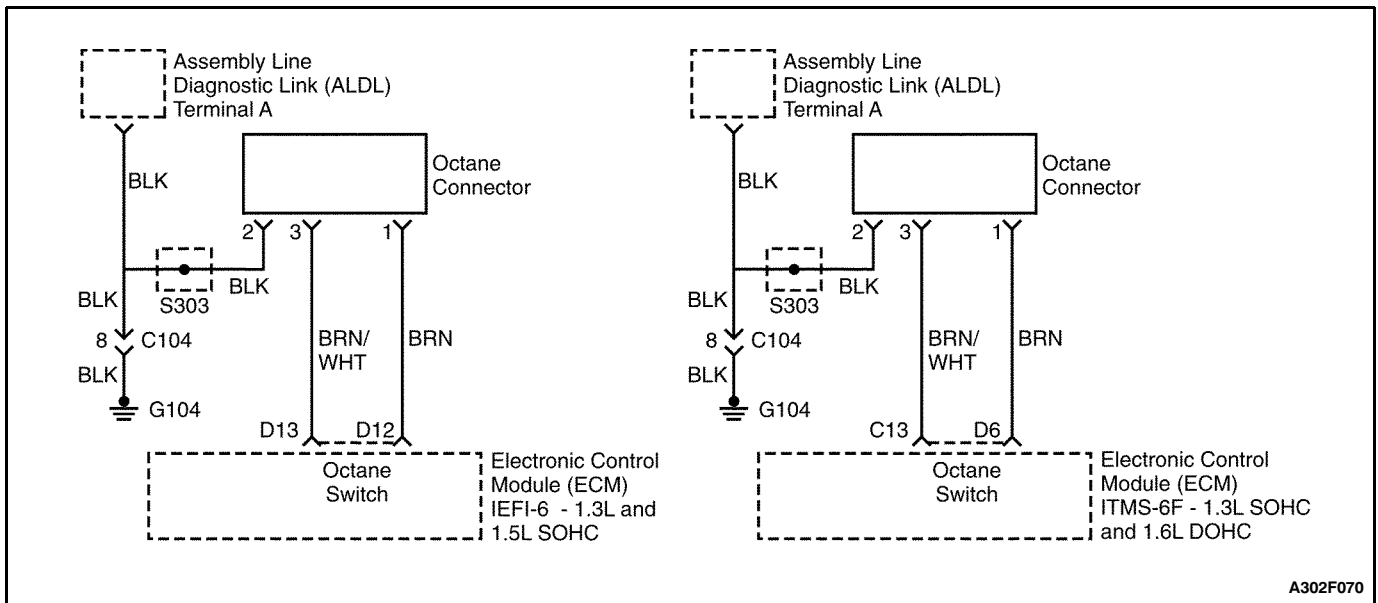 Assembly Line
Diagnostic Link (ALDL)
Terminal A
Octane
Connector
BLK
2
3
1
S303
BLK
BLK
8
C104
BLK
G104
BRN/
WHT
BRN
D13
D12
Octane
Switch
Electronic Control
Module (ECM)
IEFI-6 - 1.3L and
1.5L SOHC
Assembly Line
Diagnostic Link (ALDL)
Terminal A
Octane
Connector
BLK
2
3
1
S303
BLK
BLK
8
C104
BLK
G104
BRN/
WHT
BRN
C13
D6
Octane
Switch
Electronic Control
Module (ECM)
ITMS-6F - 1.3L SOHC
and 1.6L DOHC
A302F070